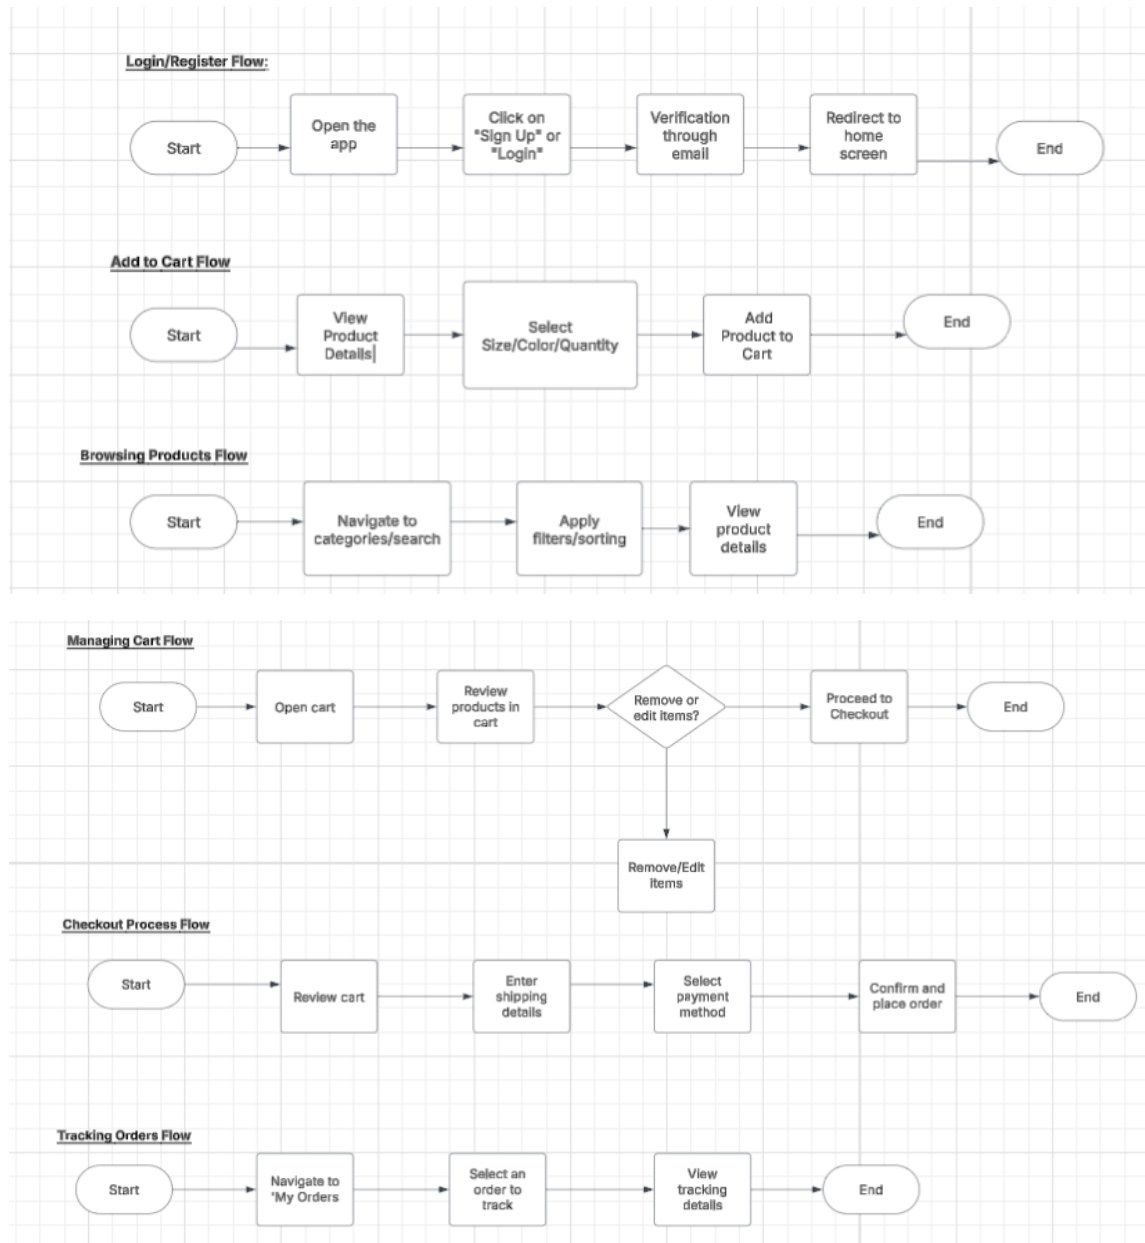 Login/Register Flow:
Start
Open the
app
Click on
"Sign Up" or
"Login"
Verification
through
email
Redirect to
home
screen
End
Add to Cart Flow
Start
View
Product
Details
Select
Size/Color/Quantity
Add
Product to
Cart
End
Browsing Products Flow
Start
Navigate to
categories/search
Apply
filters/sorting
View
product
details
End
Managing Cart Flow
Start
Open cart
Review
products in
cart
Remove or
edit items?
Proceed to
Checkout
End
Remove/Edit
items
Checkout Process Flow
Start
Review cart
Enter
shipping
details
Select
payment
method
Confirm and
place order
End
Tracking Orders Flow
Start
Navigate to
"My Orders
Select an
order to
track
View
tracking
details
End